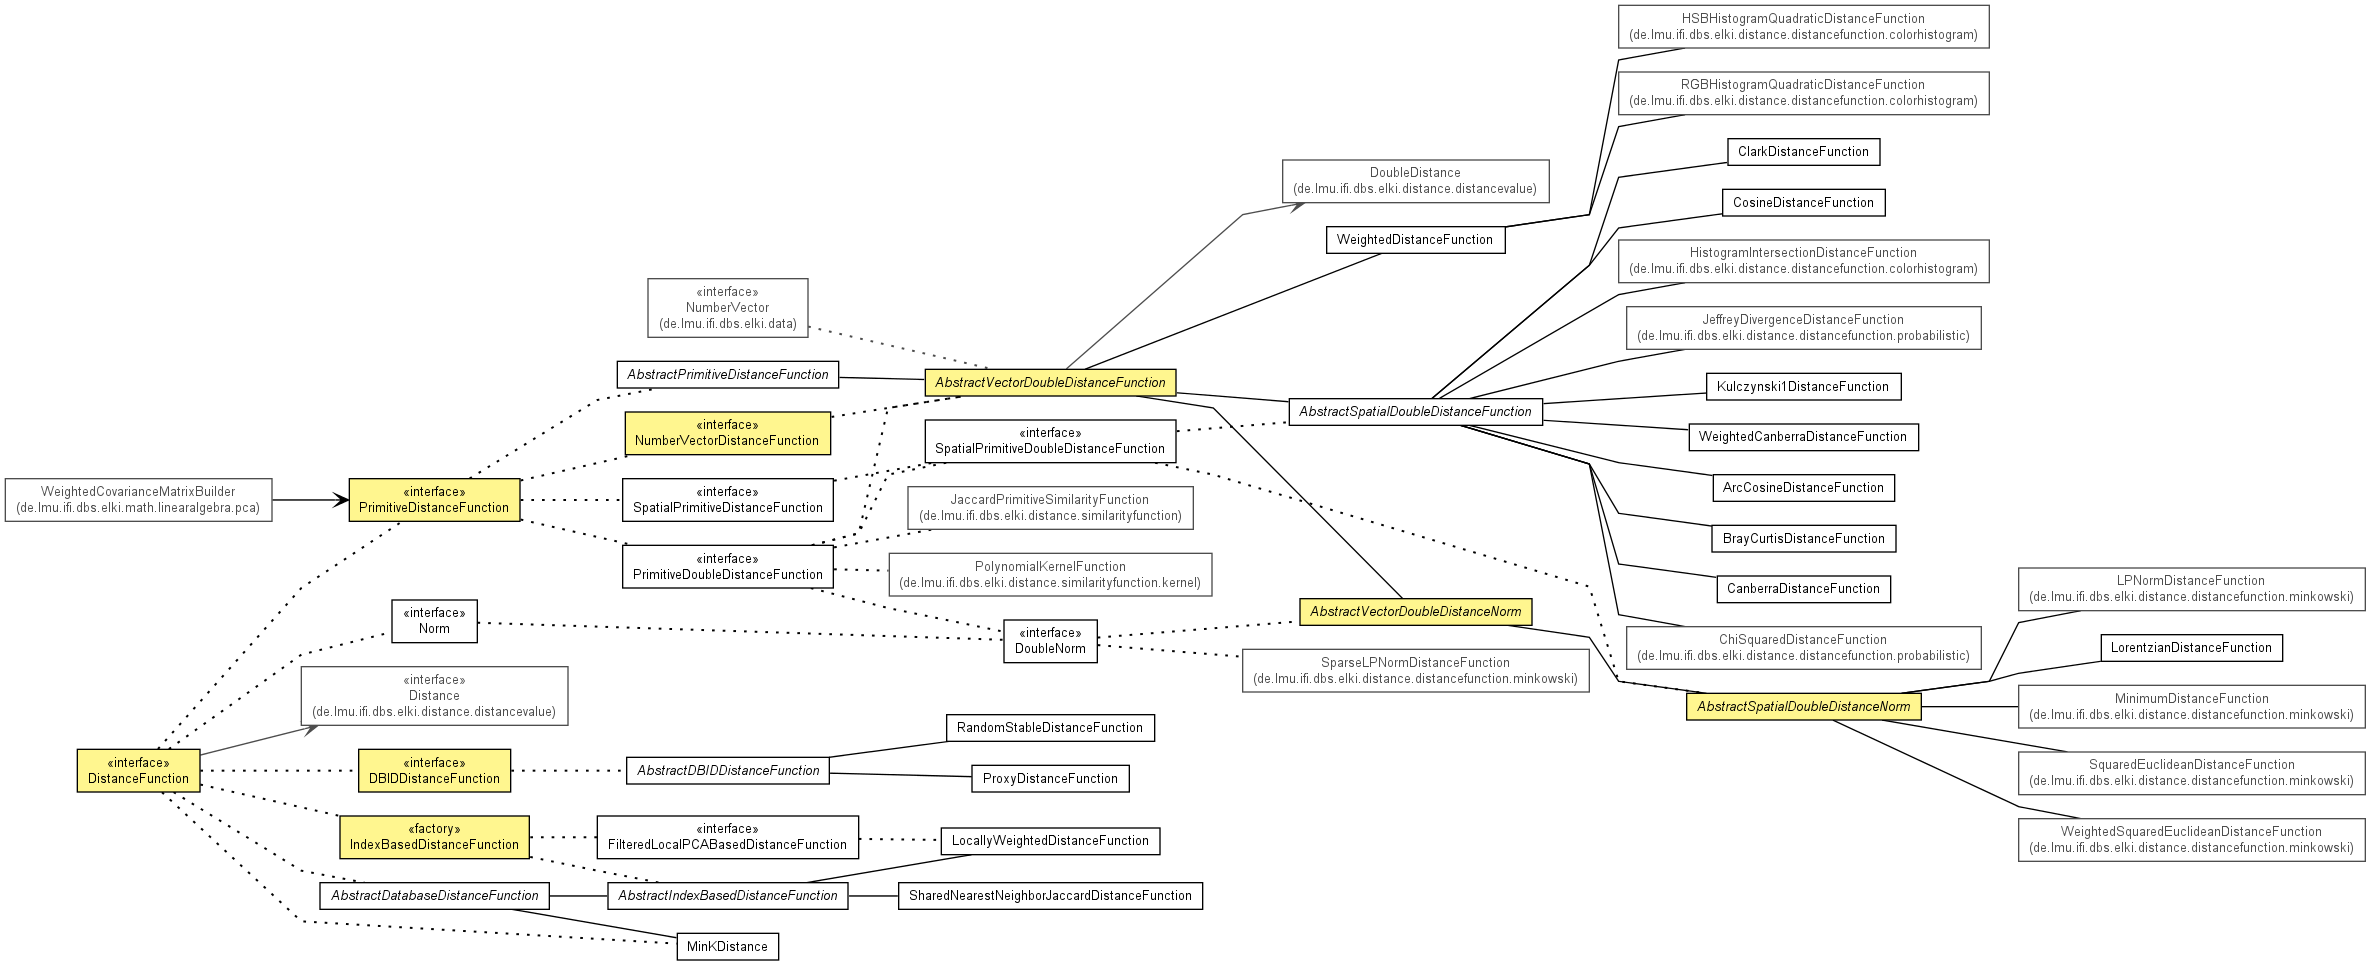 HSBHistogramQuadraticDistanceFunction
(de.lmu.ifi.dbs.elki.distance.distancefunction.colorhistogram)
RGBHistogramQuadraticDistanceFunction
(de.lmu.ifi.dbs.elki.distance.distancefunction.colorhistogram)
ClarkDistanceFunction
DoubleDistance
(de.lmu.ifi.dbs.elki.distance.distancevalue)
CosineDistanceFunction
WeightedDistanceFunction
HistogramIntersectionDistanceFunction
(de.lmu.ifi.dbs.elki.distance.distancefunction.colorhistogram)
«interface»
NumberVector
(de.lmu.ifi.dbs.elki.data)
JeffreyDivergenceDistanceFunction
(de.lmu.ifi.dbs.elki.distance.distancefunction.probabilistic)
AbstractPrimitiveDistanceFunction
AbstractVectorDoubleDistanceFunction
Kulczynski1DistanceFunction
AbstractSpatialDoubleDistanceFunction
«interface»
NumberVectorDistanceFunction
«interface»
SpatialPrimitiveDoubleDistanceFunction
WeightedCanberraDistanceFunction
WeightedCovarianceMatrixBuilder
(de.lmu.ifi.dbs.elki.math.linearalgebra.pca)
«interface»
PrimitiveDistanceFunction
«interface»
SpatialPrimitiveDistanceFunction
JaccardPrimitiveSimilarityFunction
(de.lmu.ifi.dbs.elki.distance.similarityfunction)
ArcCosineDistanceFunction
BrayCurtisDistanceFunction
«interface»
PrimitiveDoubleDistanceFunction
PolynomialKernelFunction
(de.lmu.ifi.dbs.elki.distance.similarityfunction.kernel)
CanberraDistanceFunction
LPNormDistanceFunction
(de.lmu.ifi.dbs.elki.distance.distancefunction.minkowski)
«interface»
Norm
«interface»
DoubleNorm
AbstractVectorDoubleDistanceNorm
ChiSquaredDistanceFunction
(de.lmu.ifi.dbs.elki.distance.distancefunction.probabilistic)
LorentzianDistanceFunction
SparseLPNormDistanceFunction
(de.lmu.ifi.dbs.elki.distance.distancefunction.minkowski)
«interface»
Distance
(de.lmu.ifi.dbs.elki.distance.distancevalue)
AbstractSpatialDoubleDistanceNorm
MinimumDistanceFunction
(de.lmu.ifi.dbs.elki.distance.distancefunction.minkowski)
RandomStableDistanceFunction
«interface»
DistanceFunction
«interface»
DBIDDistanceFunction
AbstractDBIDDistanceFunction
ProxyDistanceFunction
SquaredEuclideanDistanceFunction
(de.lmu.ifi.dbs.elki.distance.distancefunction.minkowski)
«factory»
IndexBasedDistanceFunction
«interface»
FilteredLocalPCABasedDistanceFunction
LocallyWeightedDistanceFunction
WeightedSquaredEuclideanDistanceFunction
(de.lmu.ifi.dbs.elki.distance.distancefunction.minkowski)
AbstractDatabaseDistanceFunction
AbstractIndexBasedDistanceFunction
SharedNearestNeighborJaccardDistanceFunction
MinKDistance